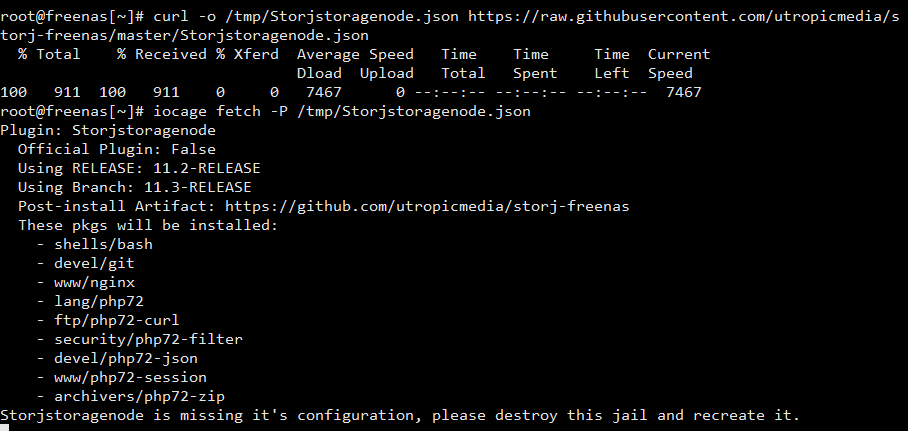 root@freenas[~]# curl -o /tmp/Storjstoragenode.json https://raw.githubusercontent.com/utropicmedia/s
torj-freenas/master/Storjstoragenode.json
  % Total    % Received % Xferd  Average Speed   Time    Time     Time  Current
                                 Dload  Upload   Total   Spent    Left  Speed
100   911  100   911    0     0   7467      0 --:--:-- --:--:-- --:--:--  7467
root@freenas[~]# iocage fetch -P /tmp/Storjstoragenode.json
Plugin: Storjstoragenode
  Official Plugin: False
  Using RELEASE: 11.2-RELEASE
  Using Branch: 11.3-RELEASE
  Post-install Artifact: https://github.com/utropicmedia/storj-freenas
  These pkgs will be installed:
    - shells/bash
    - devel/git
    - www/nginx
    - lang/php72
    - ftp/php72-curl
    - security/php72-filter
    - devel/php72-json
    - www/php72-session
    - archivers/php72-zip
Storjstoragenode is missing it's configuration, please destroy this jail and recreate it.